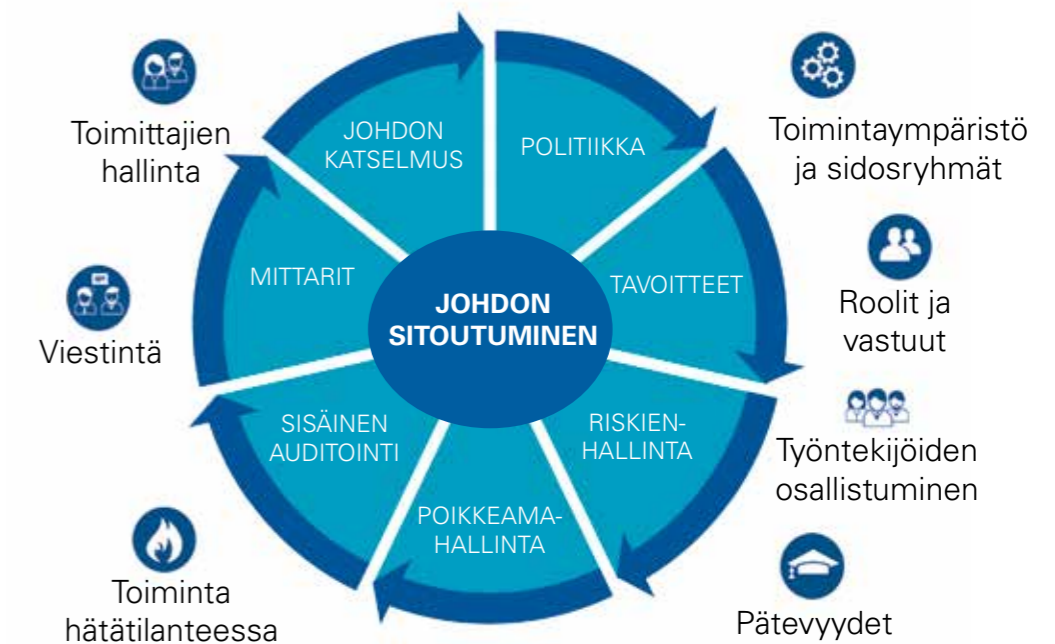 JOHDON
SITOUTUMINEN
POLITIIKKA
TAVOITTEET
RISKIEN-
HALLINTA
POIKKEAMA-
HALLINTA
SISÄINEN
AUDITOINTI
MITTARIT
JOHDON
KATSELMUS
Toimintaympäristö
ja sidosryhmät
Roolit ja
vastuut
Työntekijöiden
osallistuminen
Pätevyydet
Toiminta
hätätilanteessa
Viestintä
Toimittajien
hallinta